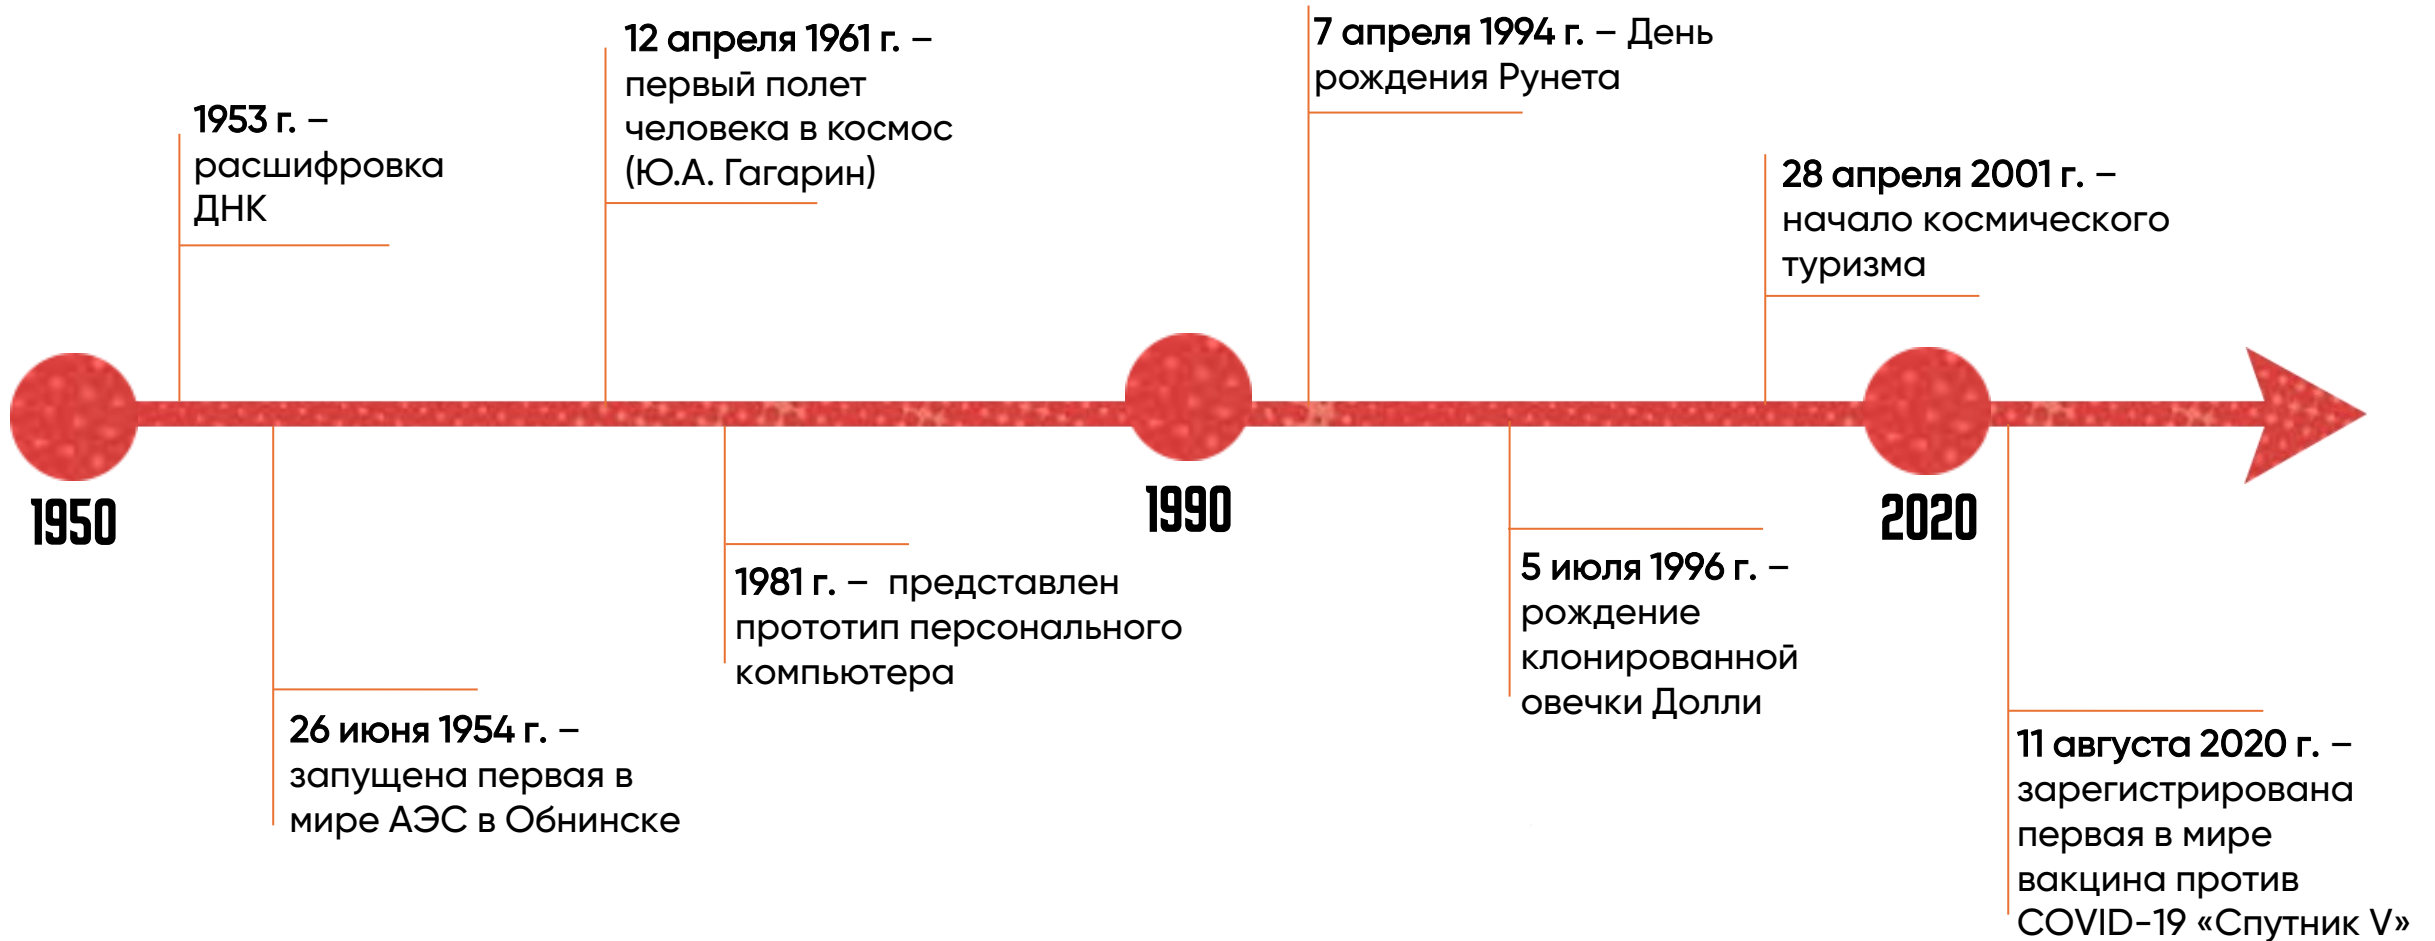 1953 г. –
расшифровка
ДНК
12 апреля 1961 г. –
первый полет
человека в космос
(Ю.А. Гагарин)
7 апреля 1994 г. – День
рождения Рунета
28 апреля 2001 г. –
начало космического
туризма
1950
1990
2020
26 июня 1954 г. –
запущена первая в
мире АЭС в Обнинске
1981 г. – представлен
прототип персонального
компьютера
5 июля 1996 г. –
рождение
клонированной
овечки Долли
11 августа 2020 г. –
зарегистрирована
первая в мире
вакцина против
COVID-19 «Спутник V»